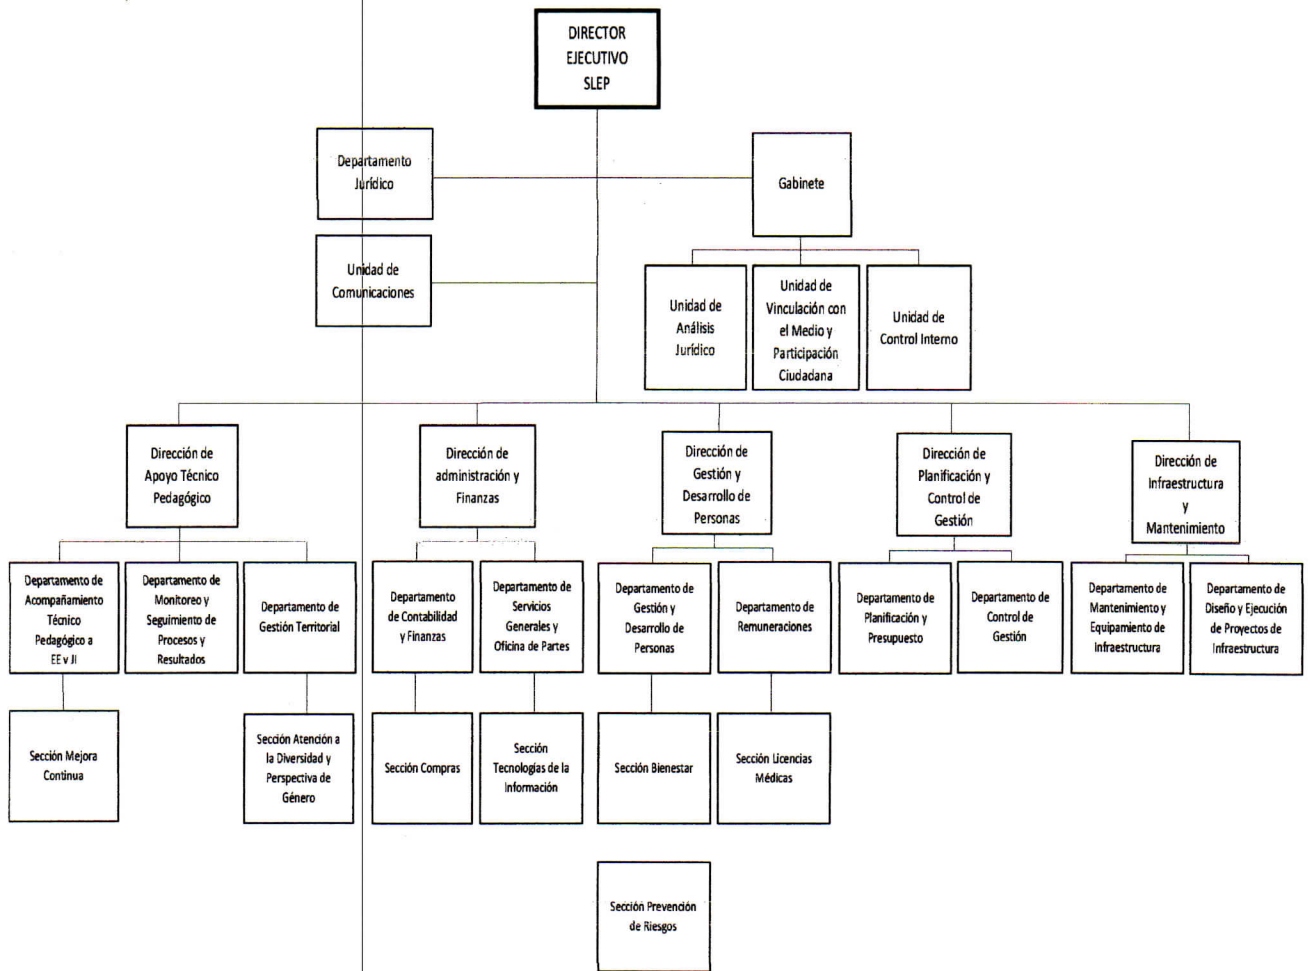 DIRECTOR
EJECUTIVO
SLEP
Departamento
Jurídico
Gabinete
Unidad de
Comunicaciones
Unidad de
Análisis
Jurídico
Unidad de
Vinculación con
el Medio y
Participación
Ciudadana
Unidad de
Control Interno
Dirección de
Apoyo Técnico
Pedagógico
Dirección de
administración y
Finanzas
Dirección de
Gestión y
Desarrollo de
Personas
Dirección de
Planificación y
Control de
Gestión
Dirección de
Infraestructura
y
Mantenimiento
Departamento de
Acompañamiento
Técnico
Pedagógico a
EE y JI
Departamento de
Monitoreo y
Seguimiento de
Procesos y
Resultados
Departamento de
Gestión Territorial
Departamento
de Contabilidad
y Finanzas
Departamento de
Servicios
Generales y
Oficina de Partes
Departamento de
Gestión y
Desarrollo de
Personas
Departamento de
Remuneraciones
Departamento de
Planificación y
Presupuesto
Departamento de
Control de
Gestión
Departamento de
Mantenimiento y
Equipamiento de
Infraestructura
Departamento de
Diseño y Ejecución
de Proyectos de
Infraestructura
Sección Mejora
Continua
Sección Atención a
la Diversidad y
Perspectiva de
Género
Sección Compras
Sección
Tecnologías de la
Información
Sección Bienestar
Sección Licencias
Médicas
Sección Prevención
de Riesgos